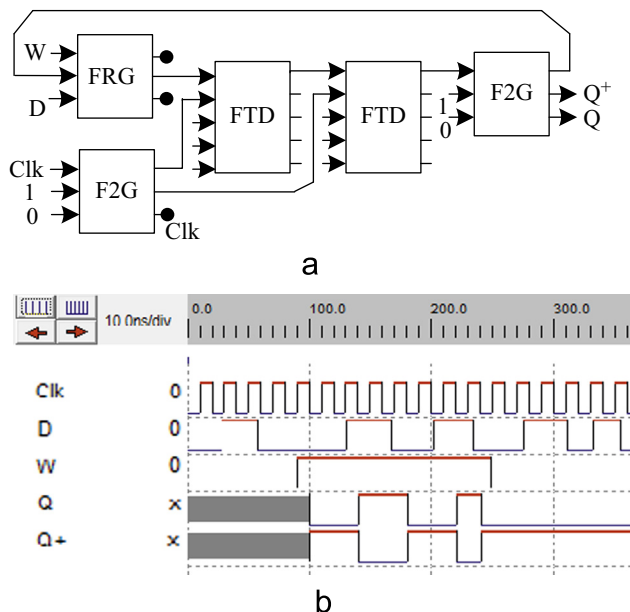 W
FRG
D
FTD
FTD
F2G
1
0
Q+
Q
Clk
1
0
F2G
Clk
a
10.0ns/div
0.0
100.0
200.0
300.0
Clk 0
D 0
W 0
Q x
Q+ x
b